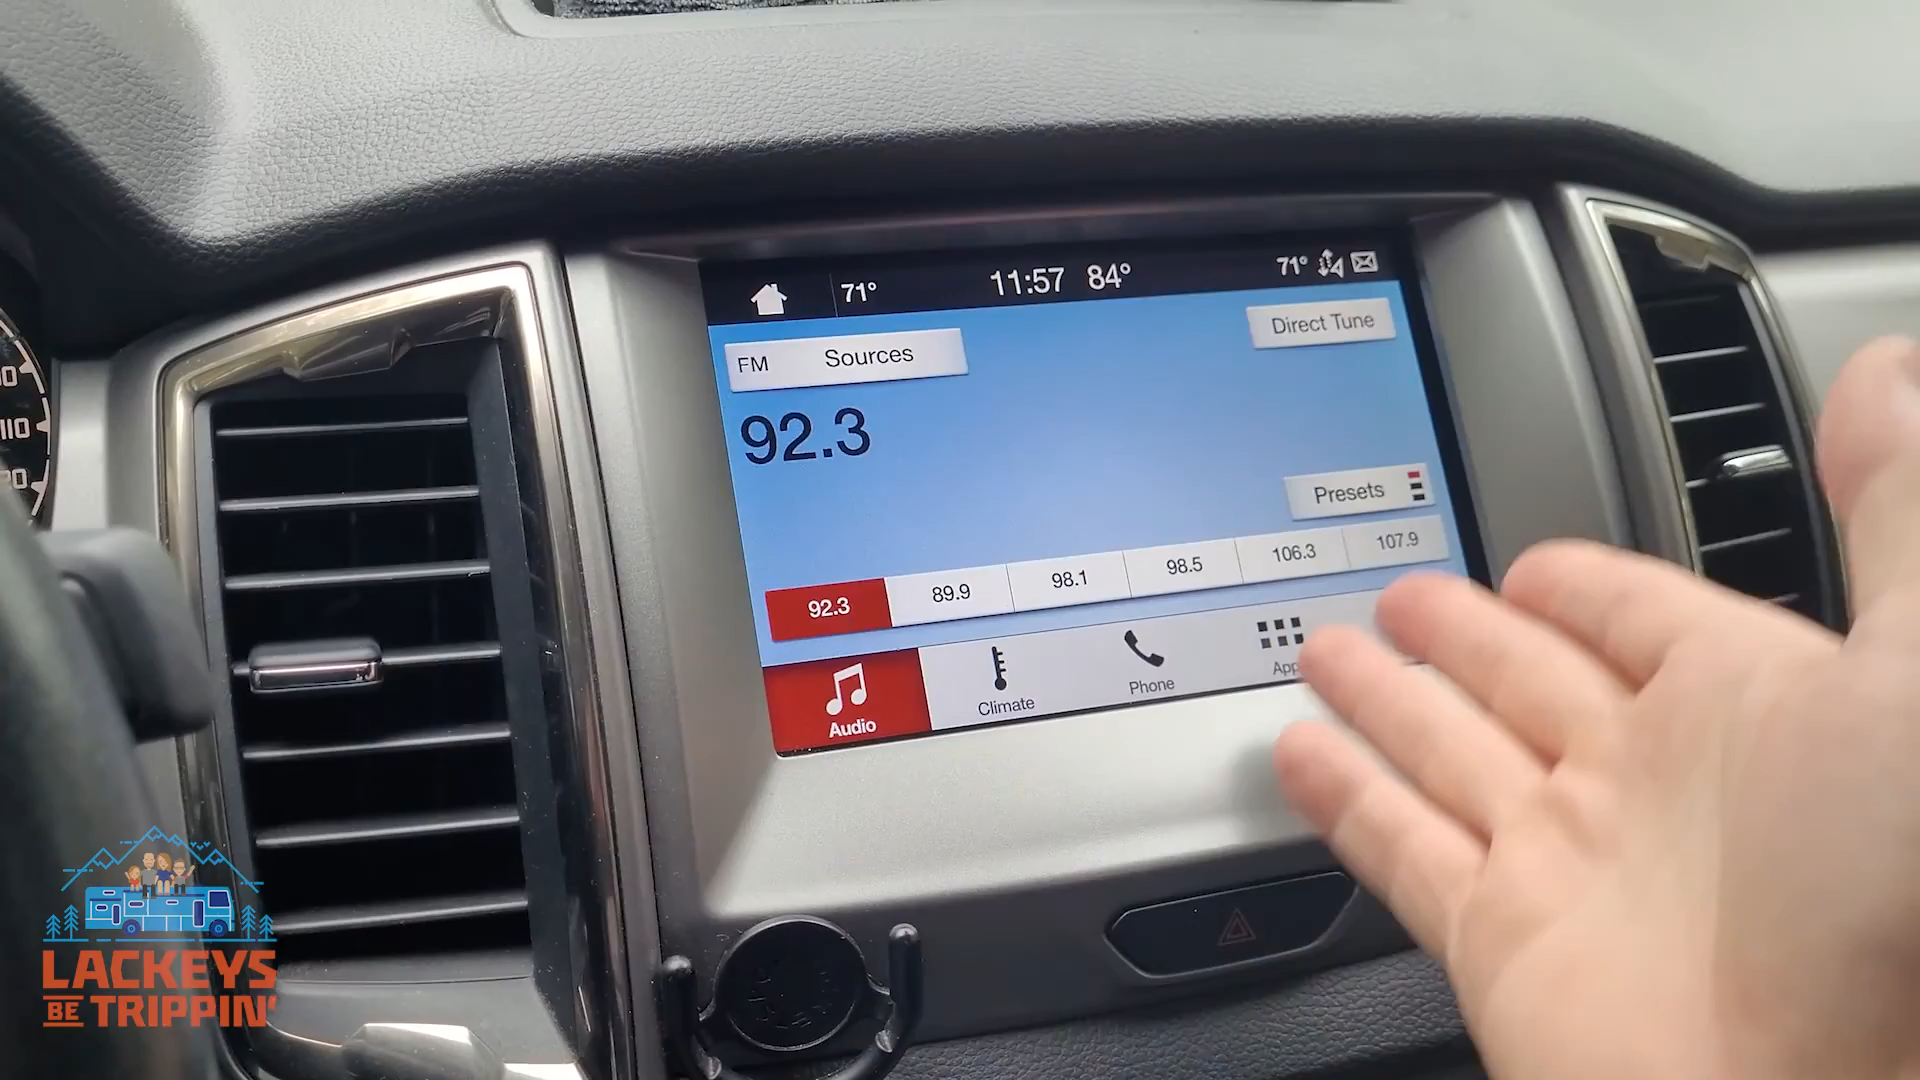 71° 11:57 84° 71°
FM Sources Direct Tune
92.3
Presets
92.3 89.9 98.1 98.5 106.3 107.9
Audio Climate Phone
110
LACKEYS
BE TRIPPIN'